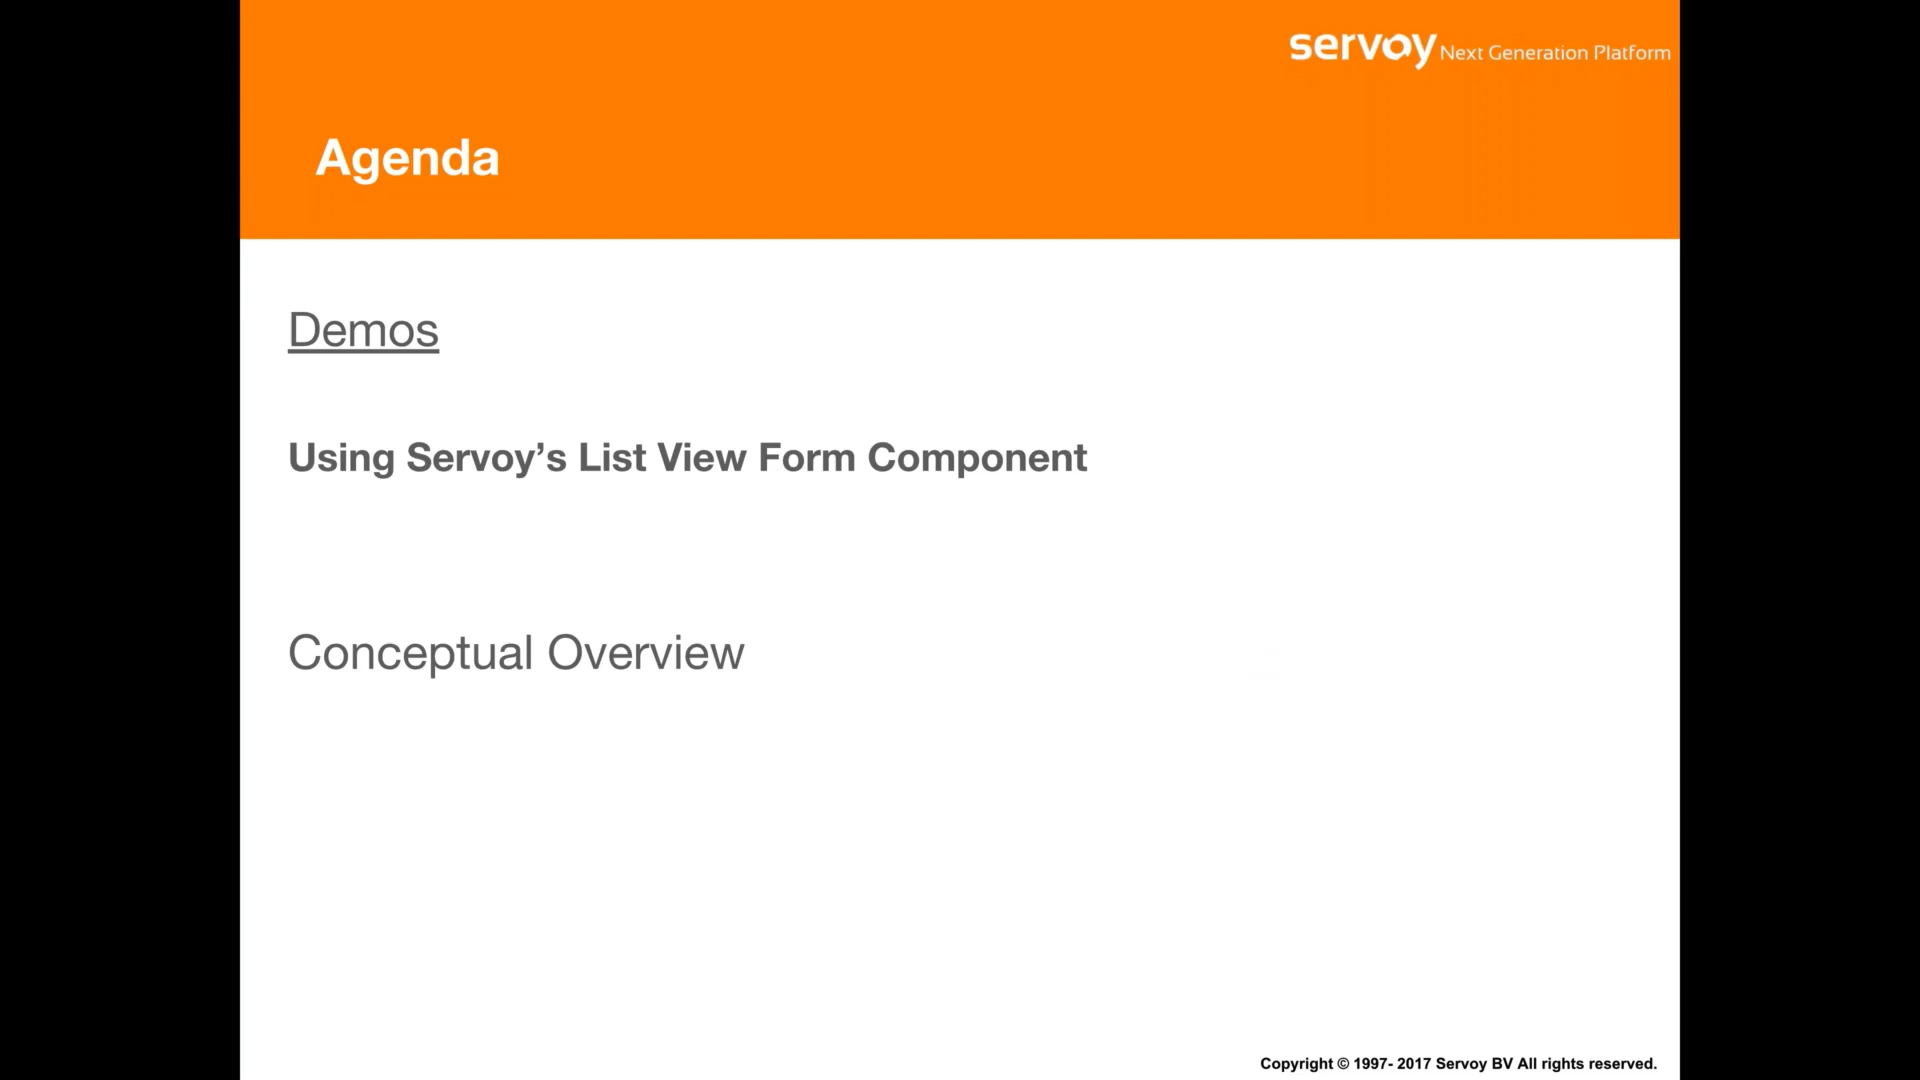 servoy Next Generation Platform
Agenda
Demos
Using Servoy’s List View Form Component
Conceptual Overview
Copyright © 1997- 2017 Servoy BV All rights reserved.